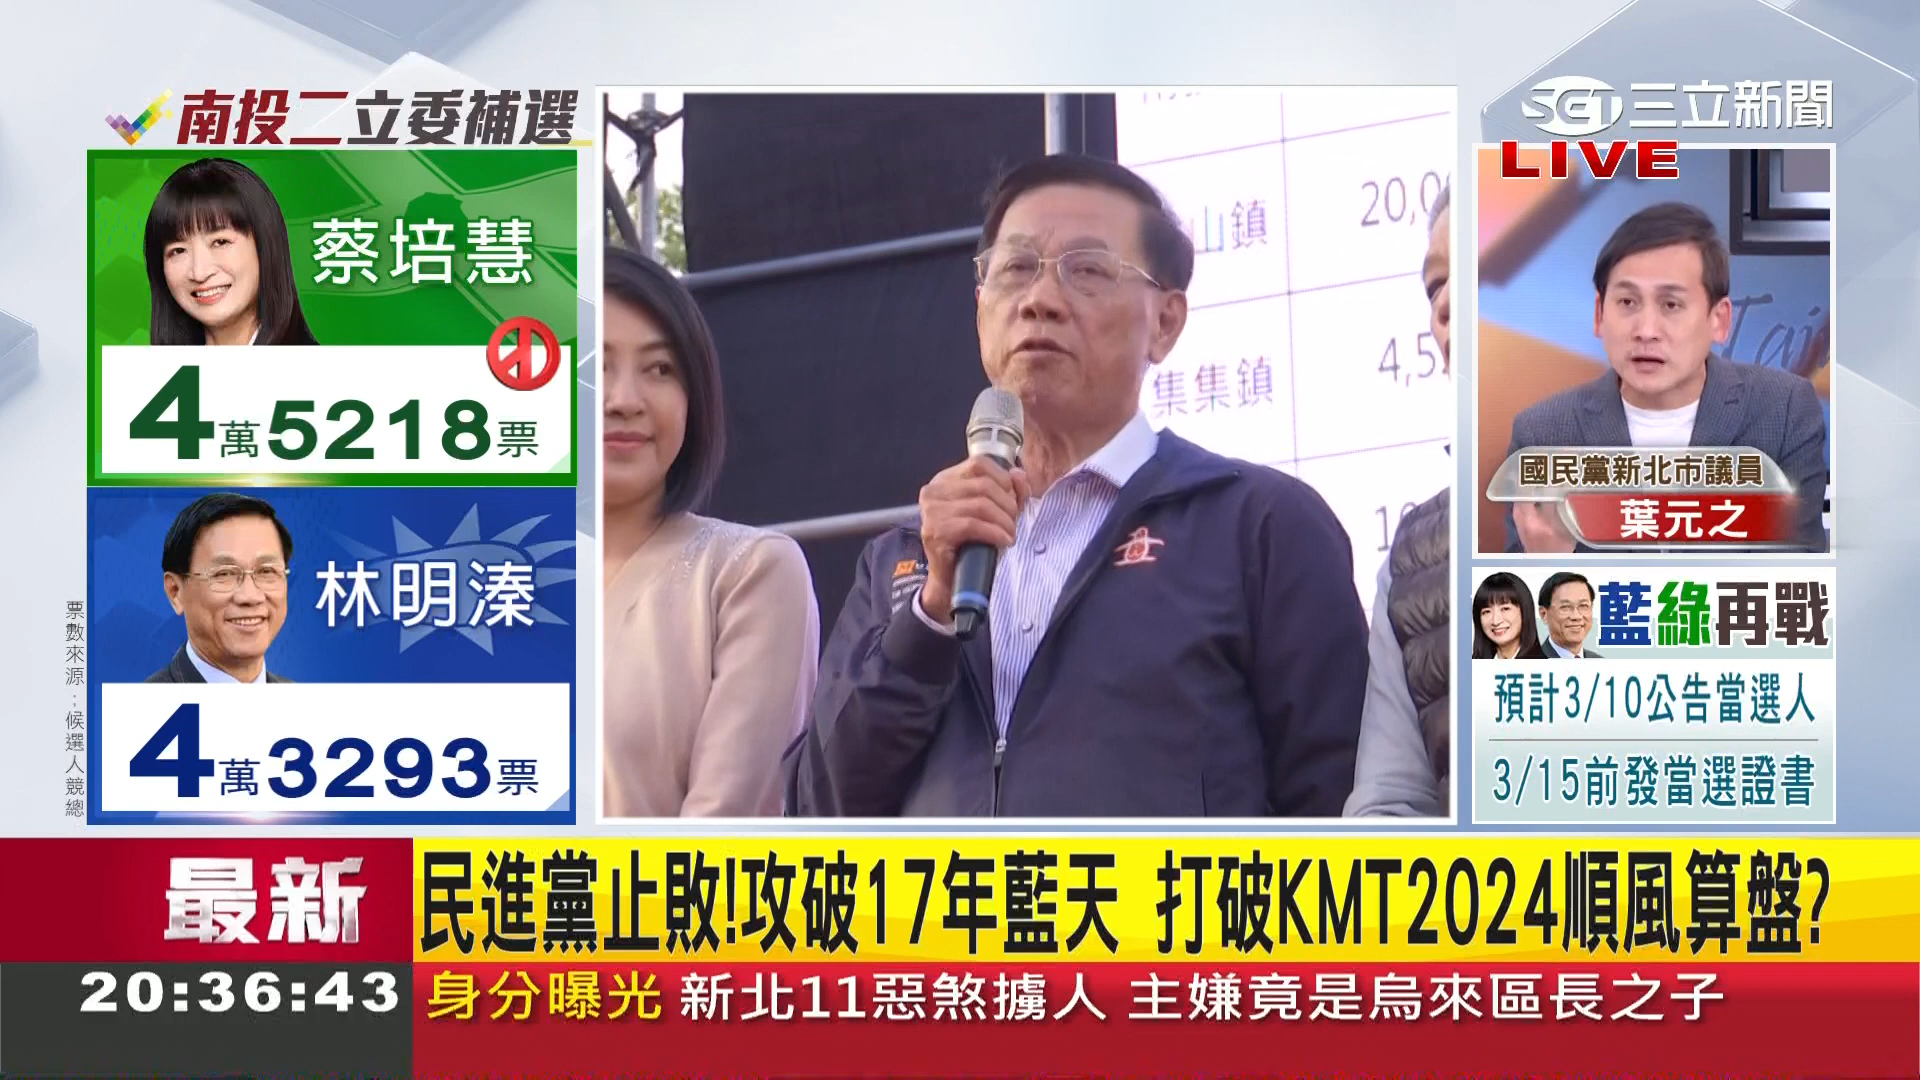 南投二立委補選
蔡培慧
4萬5218票
林明溱
4萬3293票
票數來源：候選人競總
山鎮
20,0
集集鎮
4,5
SET三立新聞
LIVE
Tai
國民黨新北市議員
葉元之
藍綠再戰
預計3/10公告當選人
3/15前發當選證書
最新
民進黨止敗!攻破17年藍天 打破KMT2024順風算盤?
20:36:43
身分曝光 新北11惡煞擄人 主嫌竟是烏來區長之子